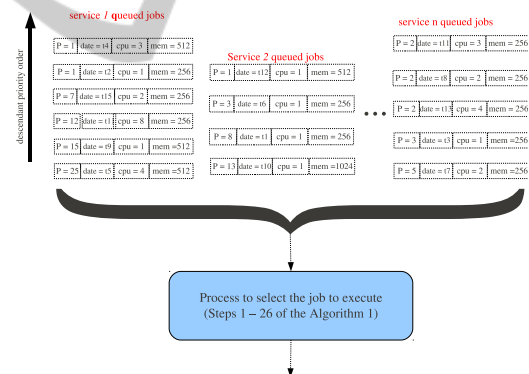 service 1 queued jobs
P = 1 date = t4 cpu = 3 mem = 512
P = 1 date = t2 cpu = 1 mem = 256
P = 7 date = t15 cpu = 2 mem = 256
P = 12 date = t1 cpu = 8 mem = 256
P = 15 date = t9 cpu = 1 mem =512
P = 25 date = t5 cpu = 4 mem =512
Service 2 queued jobs
P = 1 date = t12 cpu = 1 mem = 512
P = 3 date = t6 cpu = 1 mem = 256
P = 8 date = t1 cpu = 1 mem = 256
P = 13 date = t10 cpu = 1 mem =1024
...
service n queued jobs
P = 2 date = t11 cpu = 3 mem = 256
P = 2 date = t8 cpu = 2 mem = 256
P = 2 date = t13 cpu = 4 mem = 256
P = 3 date = t3 cpu = 1 mem = 256
P = 5 date = t7 cpu = 2 mem =256
descendant priority order
Process to select the job to execute
(Steps 1 – 26 of the Algorithm 1)